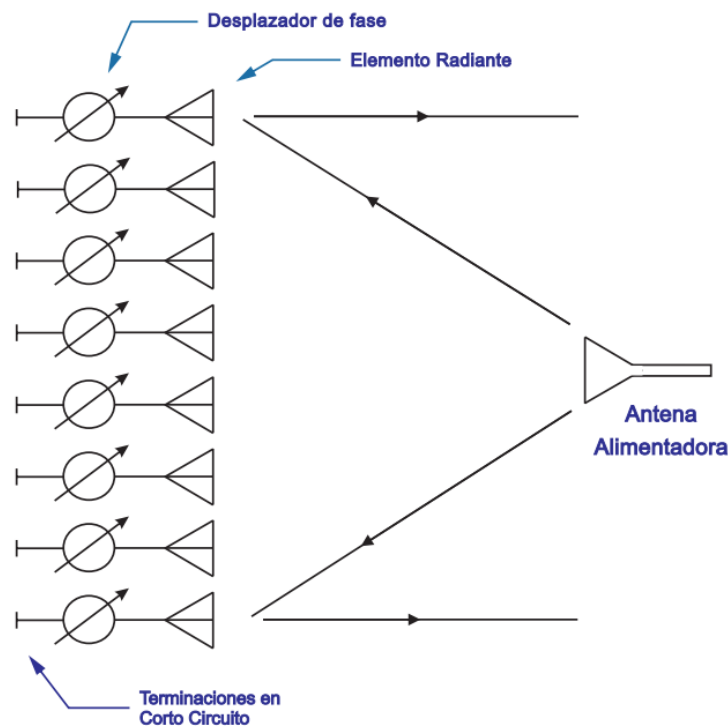 Desplazador de fase
Elemento Radiante
Antena
Alimentadora
Terminaciones en
Corto Circuito